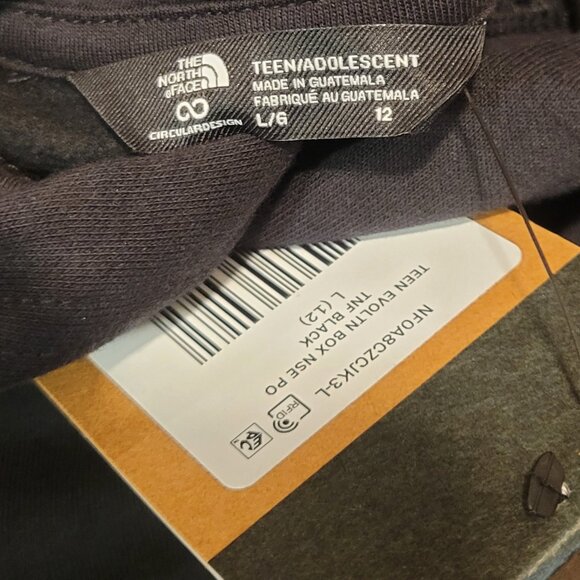 THE
NORTH
FACE
CIRCULARDESIGN
TEEN/ADOLESCENT
MADE IN GUATEMALA
FABRIQUÉ AU GUATEMALA
L/G 12
NF0A8CZCJK3-L
TEEN EVOLTN BOX NSE PO
TNF BLACK
L (12)
RFID